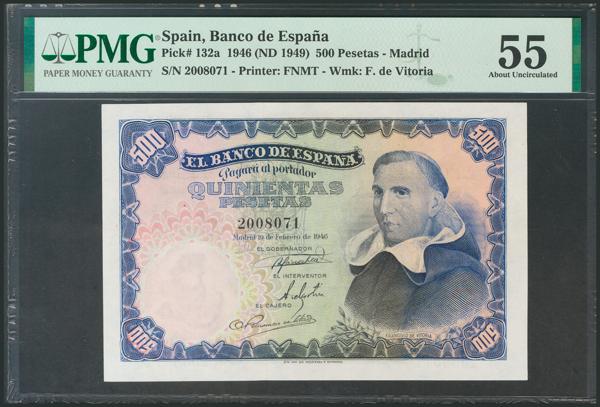 PMG
PAPER MONEY GUARANTY
Spain, Banco de España
Pick# 132a 1946 (ND 1949) 500 Pesetas - Madrid
S/N 2008071 - Printer: FNMT - Wmk: F. de Vitoria
55
About Uncirculated
500
500
EL BANCO DE ESPAÑA
Pagará al portador
QUINIENTAS
PESETAS
2008071
Madrid 19 de Febrero de 1946
EL GOBERNADOR
EL INTERVENTOR
EL CAJERO
500
500